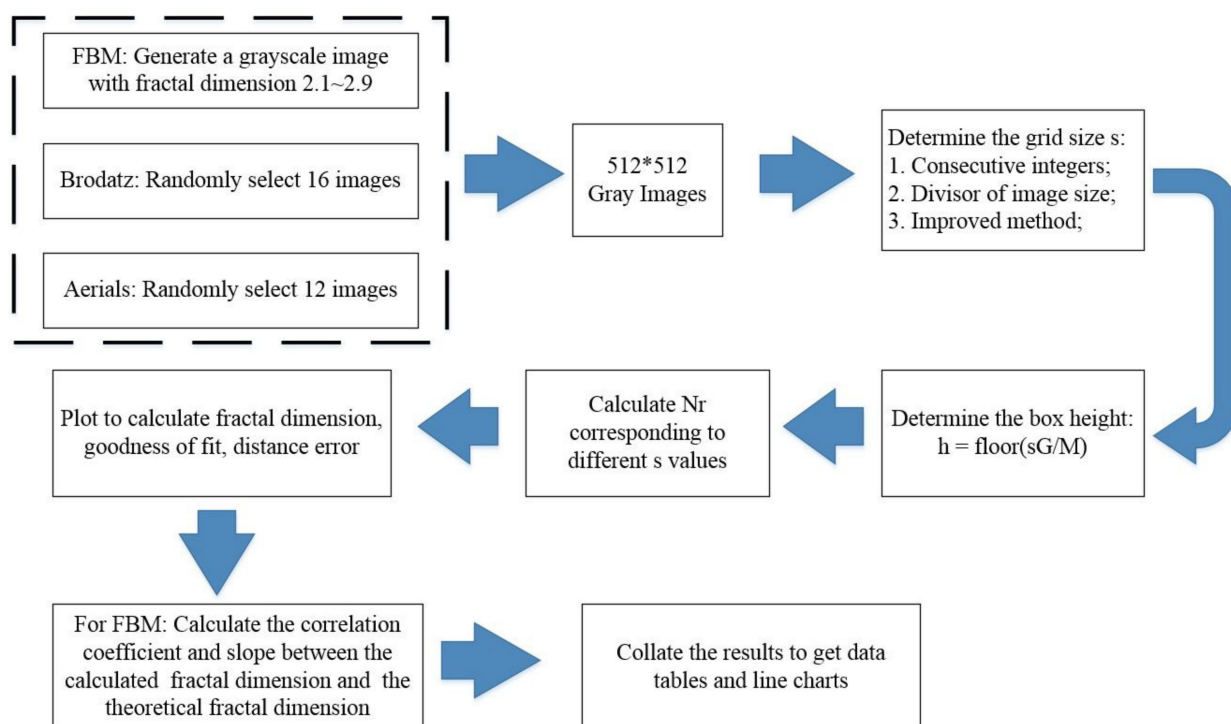 FBM: Generate a grayscale image
with fractal dimension 2.1~2.9
Brodatz: Randomly select 16 images
Aerials: Randomly select 12 images
512*512
Gray Images
Determine the grid size s:
1. Consecutive integers;
2. Divisor of image size;
3. Improved method;
Determine the box height:
h = floor(sG/M)
Calculate Nr
corresponding to
different s values
Plot to calculate fractal dimension,
goodness of fit, distance error
For FBM: Calculate the correlation
coefficient and slope between the
calculated fractal dimension and the
theoretical fractal dimension
Collate the results to get data
tables and line charts